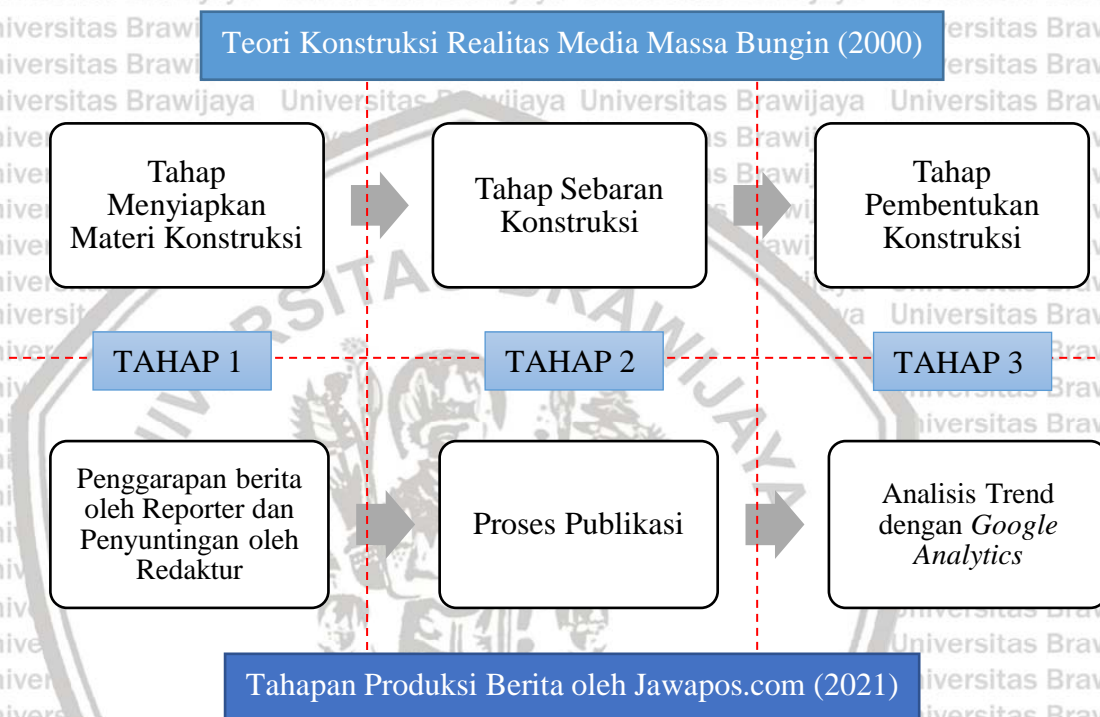 Teori Konstruksi Realitas Media Massa Bungin (2000)
Tahap
Menyiapkan
Materi Konstruksi
Tahap Sebaran
Konstruksi
Tahap
Pembentukan
Konstruksi
TAHAP 1
TAHAP 2
TAHAP 3
Penggarapan berita
oleh Reporter dan
Penyuntingan oleh
Redaktur
Proses Publikasi
Analisis Trend
dengan Google
Analytics
Tahapan Produksi Berita oleh Jawapos.com (2021)